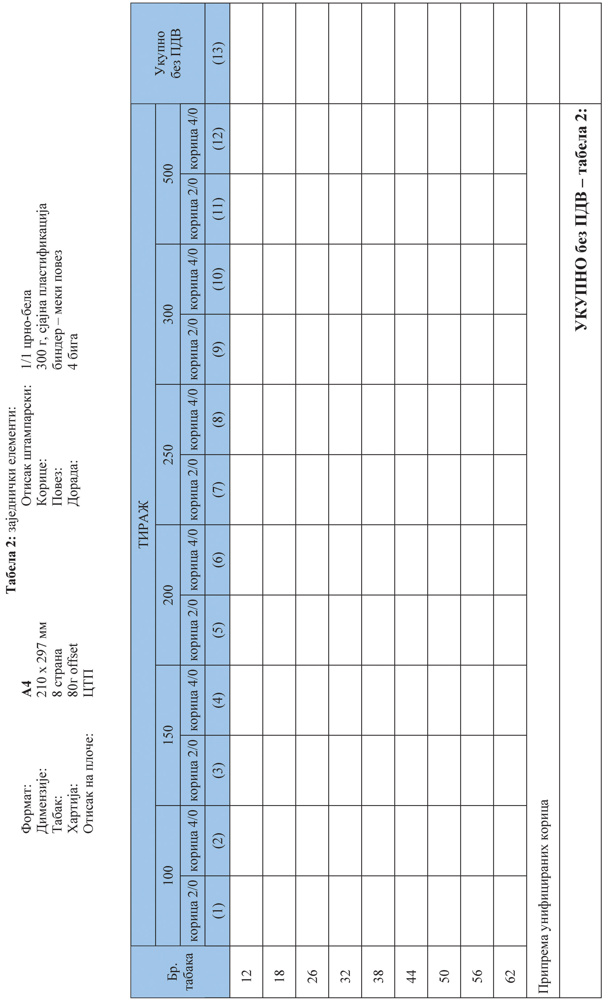 Табела 2: заједнички елементи:
Формат: А4 Отисак штампарски: 1/1 црно-бела
Димензије: 210 x 297 мм Корице: 300 г, сјајна пластификација
Табак: 8 страна Повез: биндер – меки повез
Хартија: 80г offset Дорада: 4 бига
Отисак на плоче: ЦТП
Бр. табака ТИРАЖ Укупно без ПДВ
100 150 200 250 300 500
корица 2/0 корица 4/0 корица 2/0 корица 4/0 корица 2/0 корица 4/0 корица 2/0 корица 4/0 корица 2/0 корица 4/0 корица 2/0 корица 4/0
(1) (2) (3) (4) (5) (6) (7) (8) (9) (10) (11) (12) (13)
12
18
26
32
38
44
50
56
62
Припрема унифицираних корица
УКУПНО без ПДВ – табела 2: